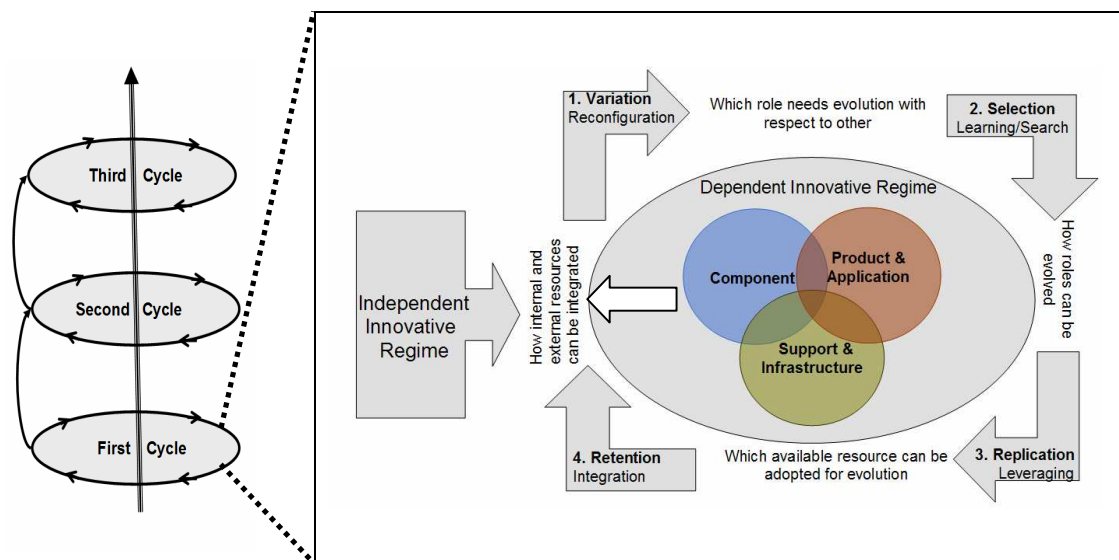 Third Cycle
Second Cycle
First Cycle
1. Variation
Reconfiguration
Which role needs evolution with
respect to other
2. Selection
Learning/Search
Independent
Innovative
Regime
How internal and
external resources
can be integrated
Dependent Innovative Regime
Component
Product &
Application
Support &
Infrastructure
How roles can be
evolved
4. Retention
Integration
Which available resource can be
adopted for evolution
3. Replication
Leveraging